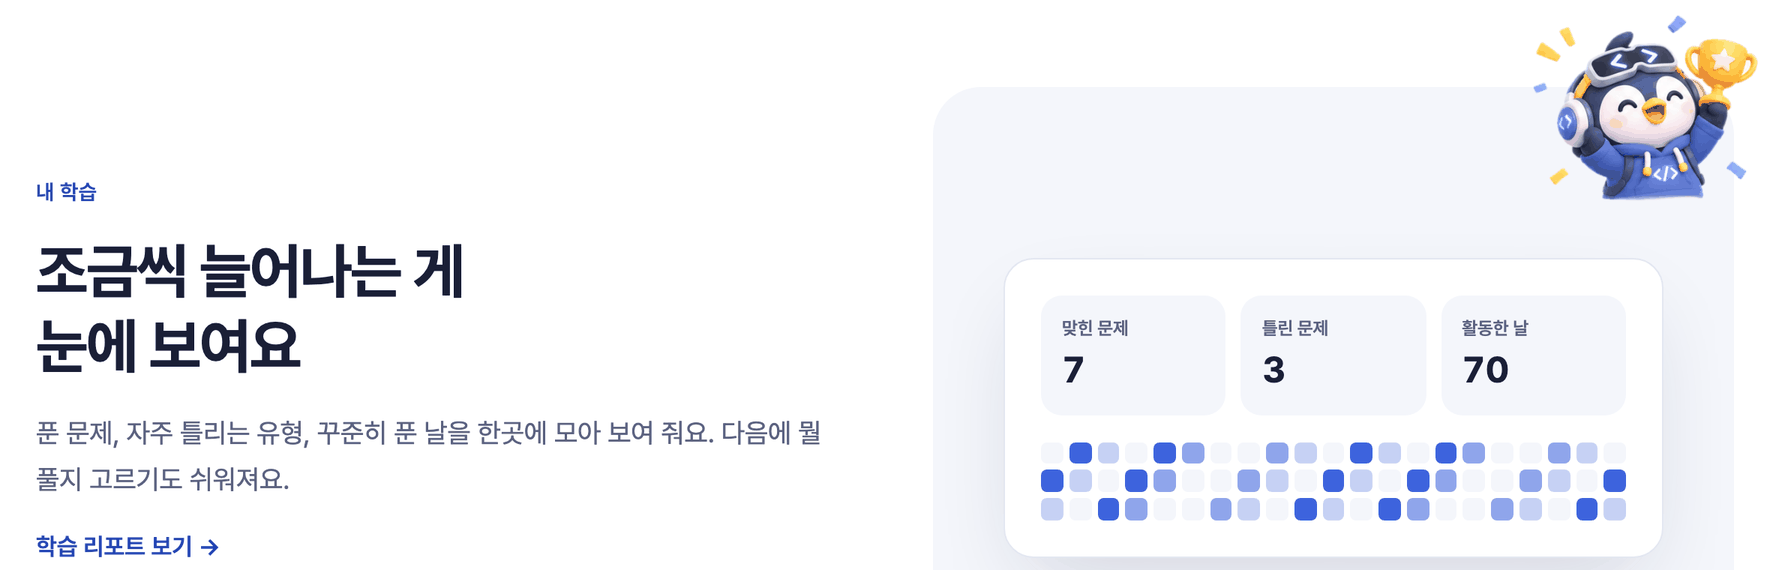 내 학습
조금씩 늘어나는 게
눈에 보여요
푼 문제, 자주 틀리는 유형, 꾸준히 푼 날을 한곳에 모아 보여 줘요. 다음에 뭘
풀지 고르기도 쉬워져요.
학습 리포트 보기 →
< >
</>
맞힌 문제
7
틀린 문제
3
활동한 날
70